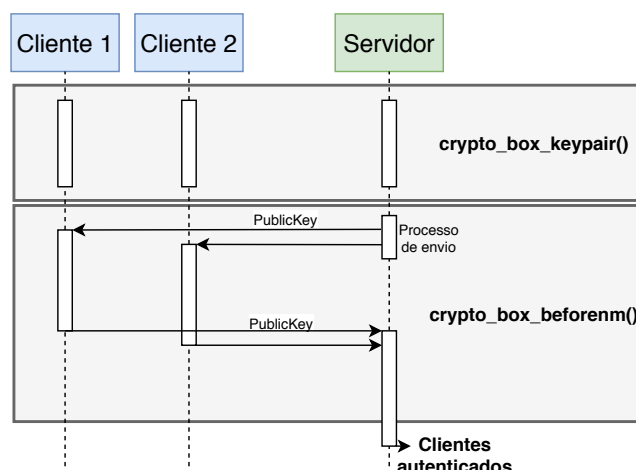 Cliente 1
Cliente 2
Servidor
crypto_box_keypair()
PublicKey
Processo
de envio
PublicKey
crypto_box_beforenm()
Clientes
autenticados